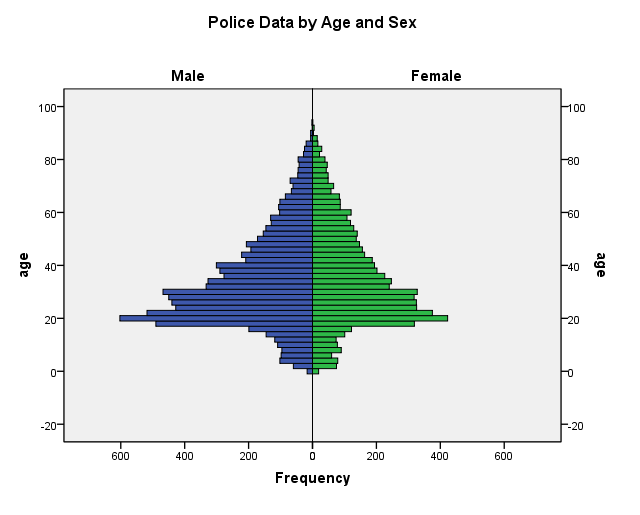 Police Data by Age and Sex
Male Female
100 100
80 80
60 60
age age
40 40
20 20
0 0
-20 -20
600 400 200 0 200 400 600
Frequency